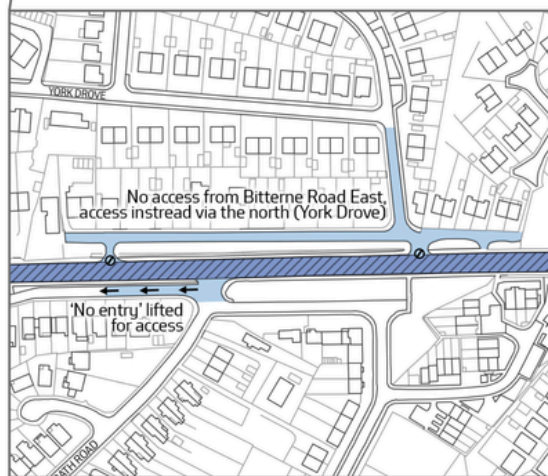 YORK DROVE
No access from Bitterne Road East,
access instread via the north (York Drove)
'No entry' lifted
for access
ATH ROAD